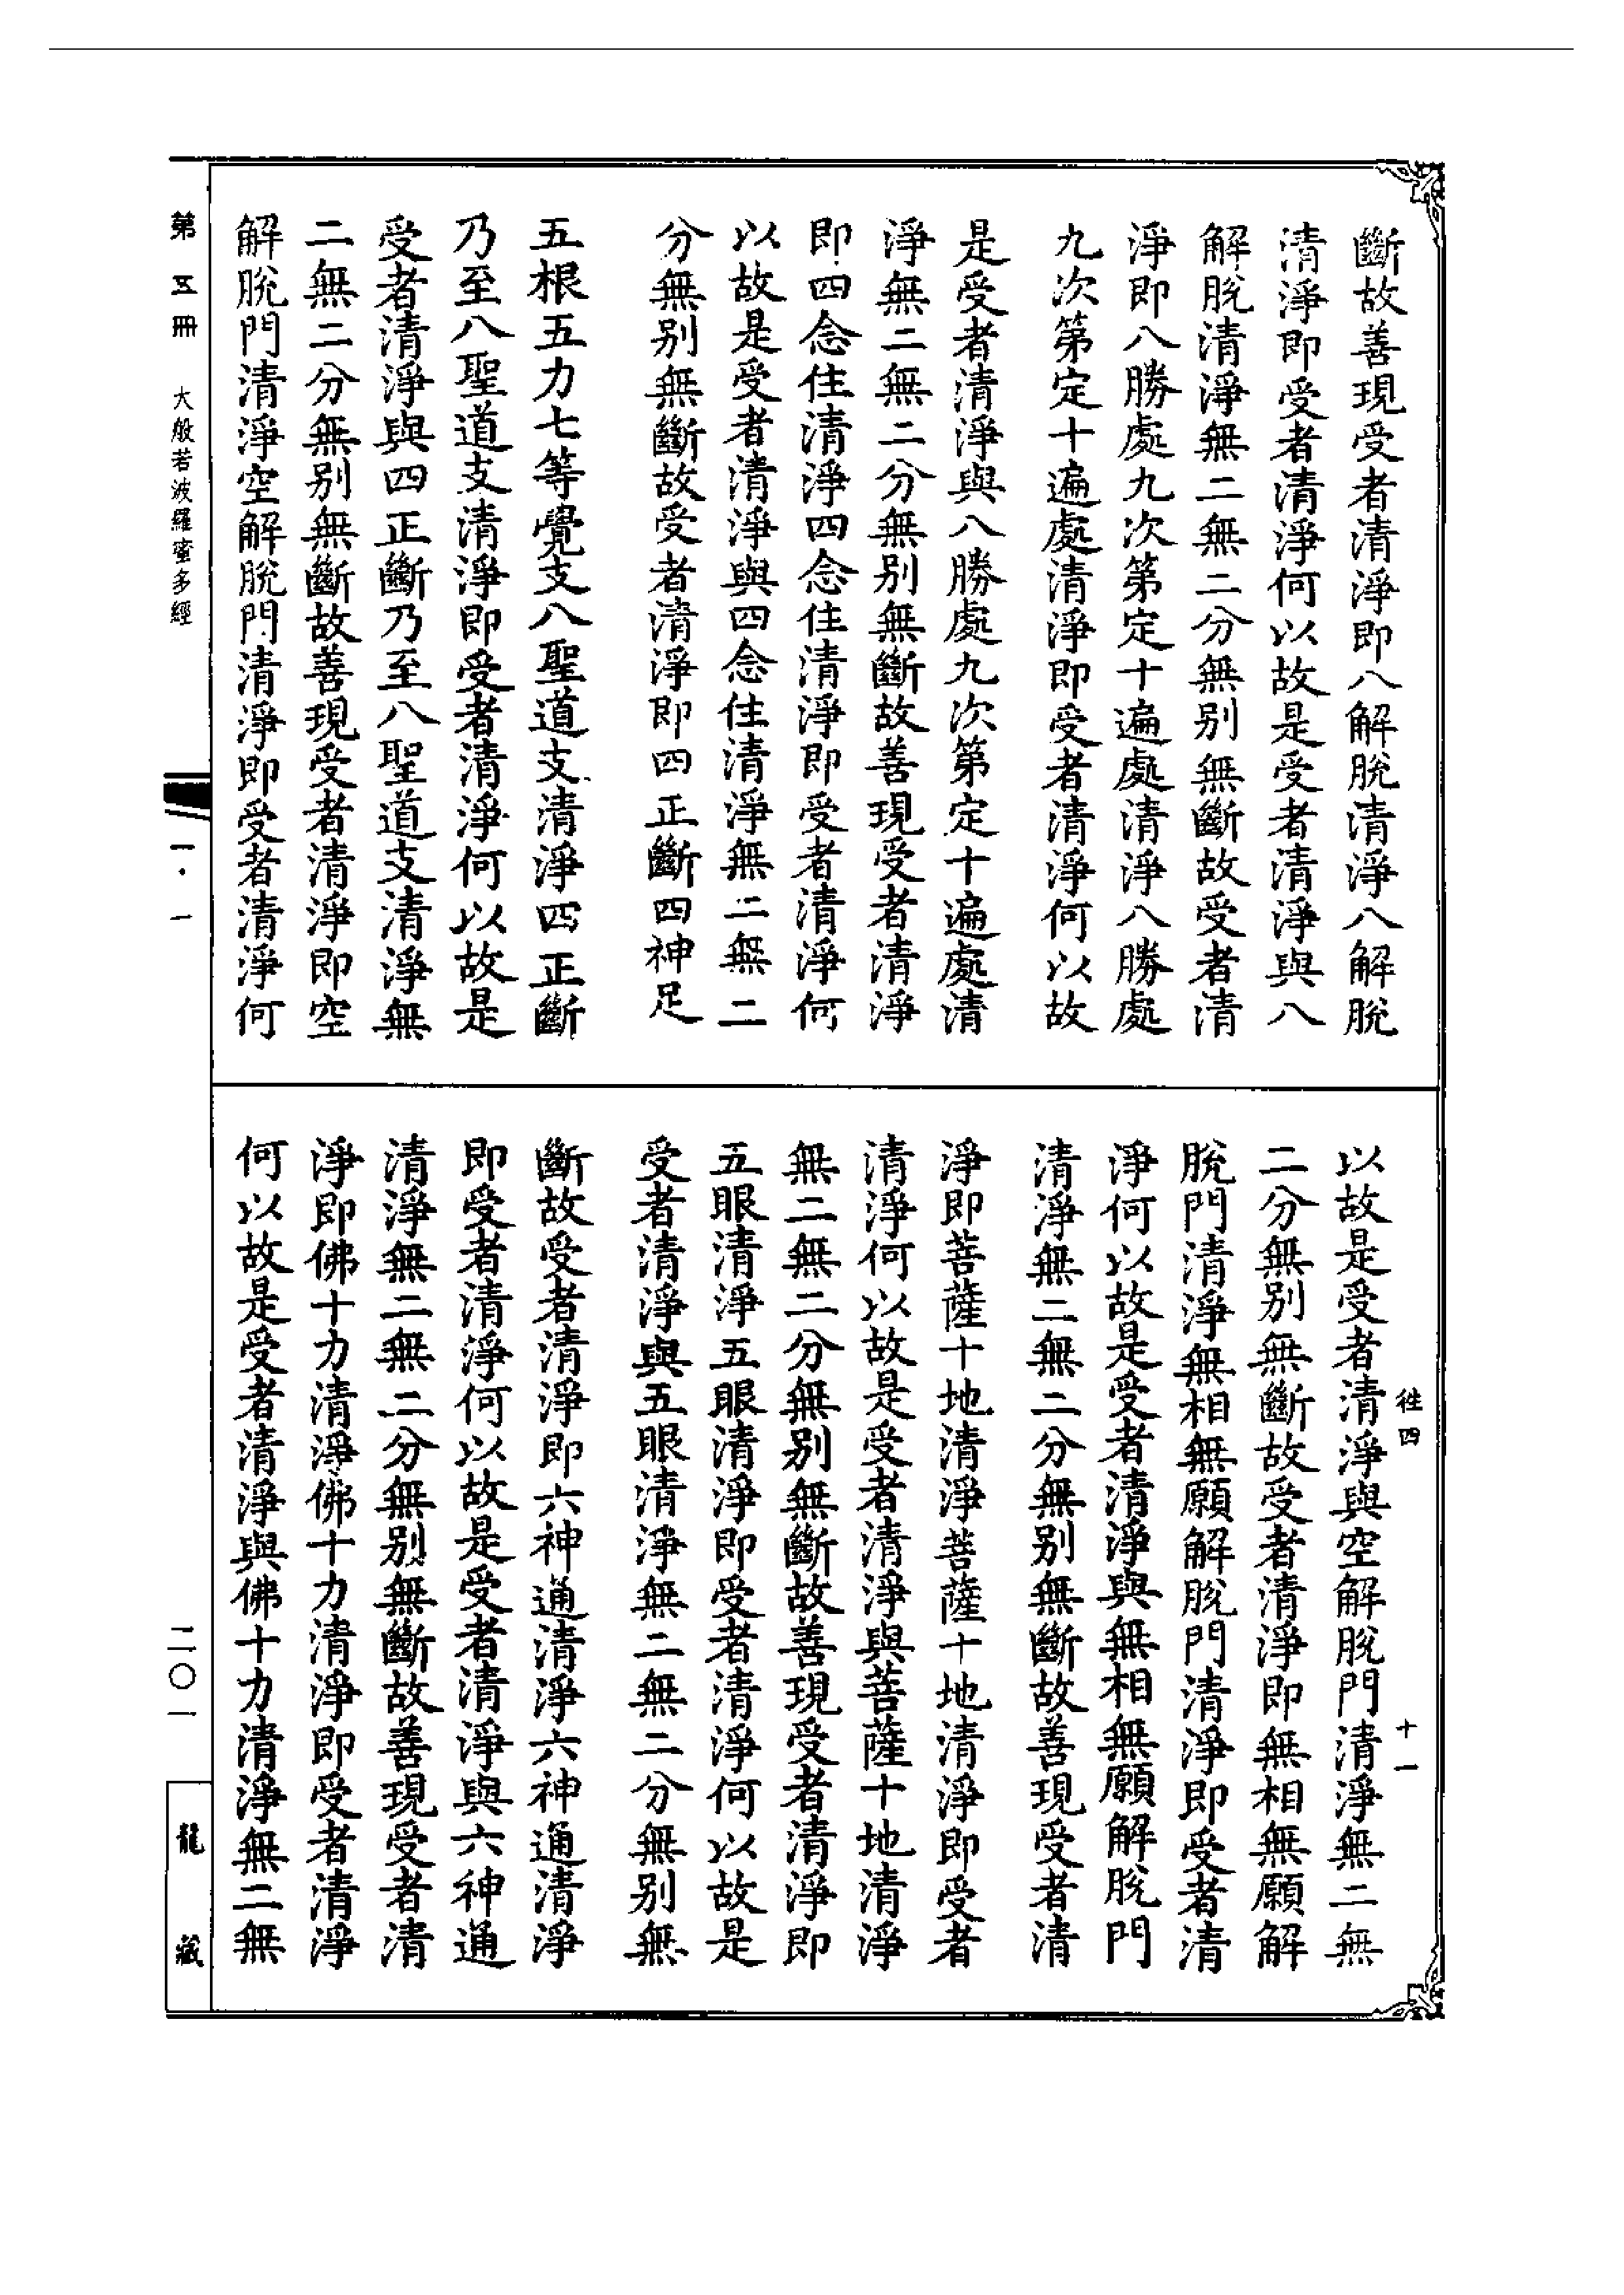 斷故善現受者清淨即八解脫清淨八解脫
清淨即受者清淨何以故是受者清淨與八
解脫清淨無二無二分無别無斷故受者清
淨即八勝處九次第定十遍處清淨八勝處
九次第定十遍處清淨即受者清淨何以故
是受者清淨與八勝處九次第定十遍處清
淨無二無二分無别無斷故善現受者清淨
即四念住清淨四念住清淨即受者清淨何
以故是受者清淨與四念住清淨無二無二
分無别無斷故受者清淨即四正斷四神足
五根五力七等覺支八聖道支清淨四正斷
乃至八聖道支清淨即受者清淨何以故是
受者清淨與四正斷乃至八聖道支清淨無
二無二分無别無斷故善現受者清淨即空
解脫門清淨空解脫門清淨即受者清淨何
以故是受者清淨與空解脫門清淨無二無
二分無别無斷故受者清淨即無相無願解
脫門清淨無相無願解脫門清淨即受者清
淨何以故是受者清淨與無相無願解脫門
清淨無二無二分無别無斷故善現受者清
淨即菩薩十地清淨菩薩十地清淨即受者
清淨何以故是受者清淨與菩薩十地清淨
無二無二分無别無斷故善現受者清淨即
五眼清淨五眼清淨即受者清淨何以故是
受者清淨與五眼清淨無二無二分無别無
斷故受者清淨即六神通清淨六神通清淨
即受者清淨何以故是受者清淨與六神通
清淨無二無二分無别無斷故善現受者清
淨即佛十力清淨佛十力清淨即受者清淨
何以故是受者清淨與佛十力清淨無二無
徃四 十一
第五冊 大般若波羅蜜多經 一·一 二〇一 龍藏